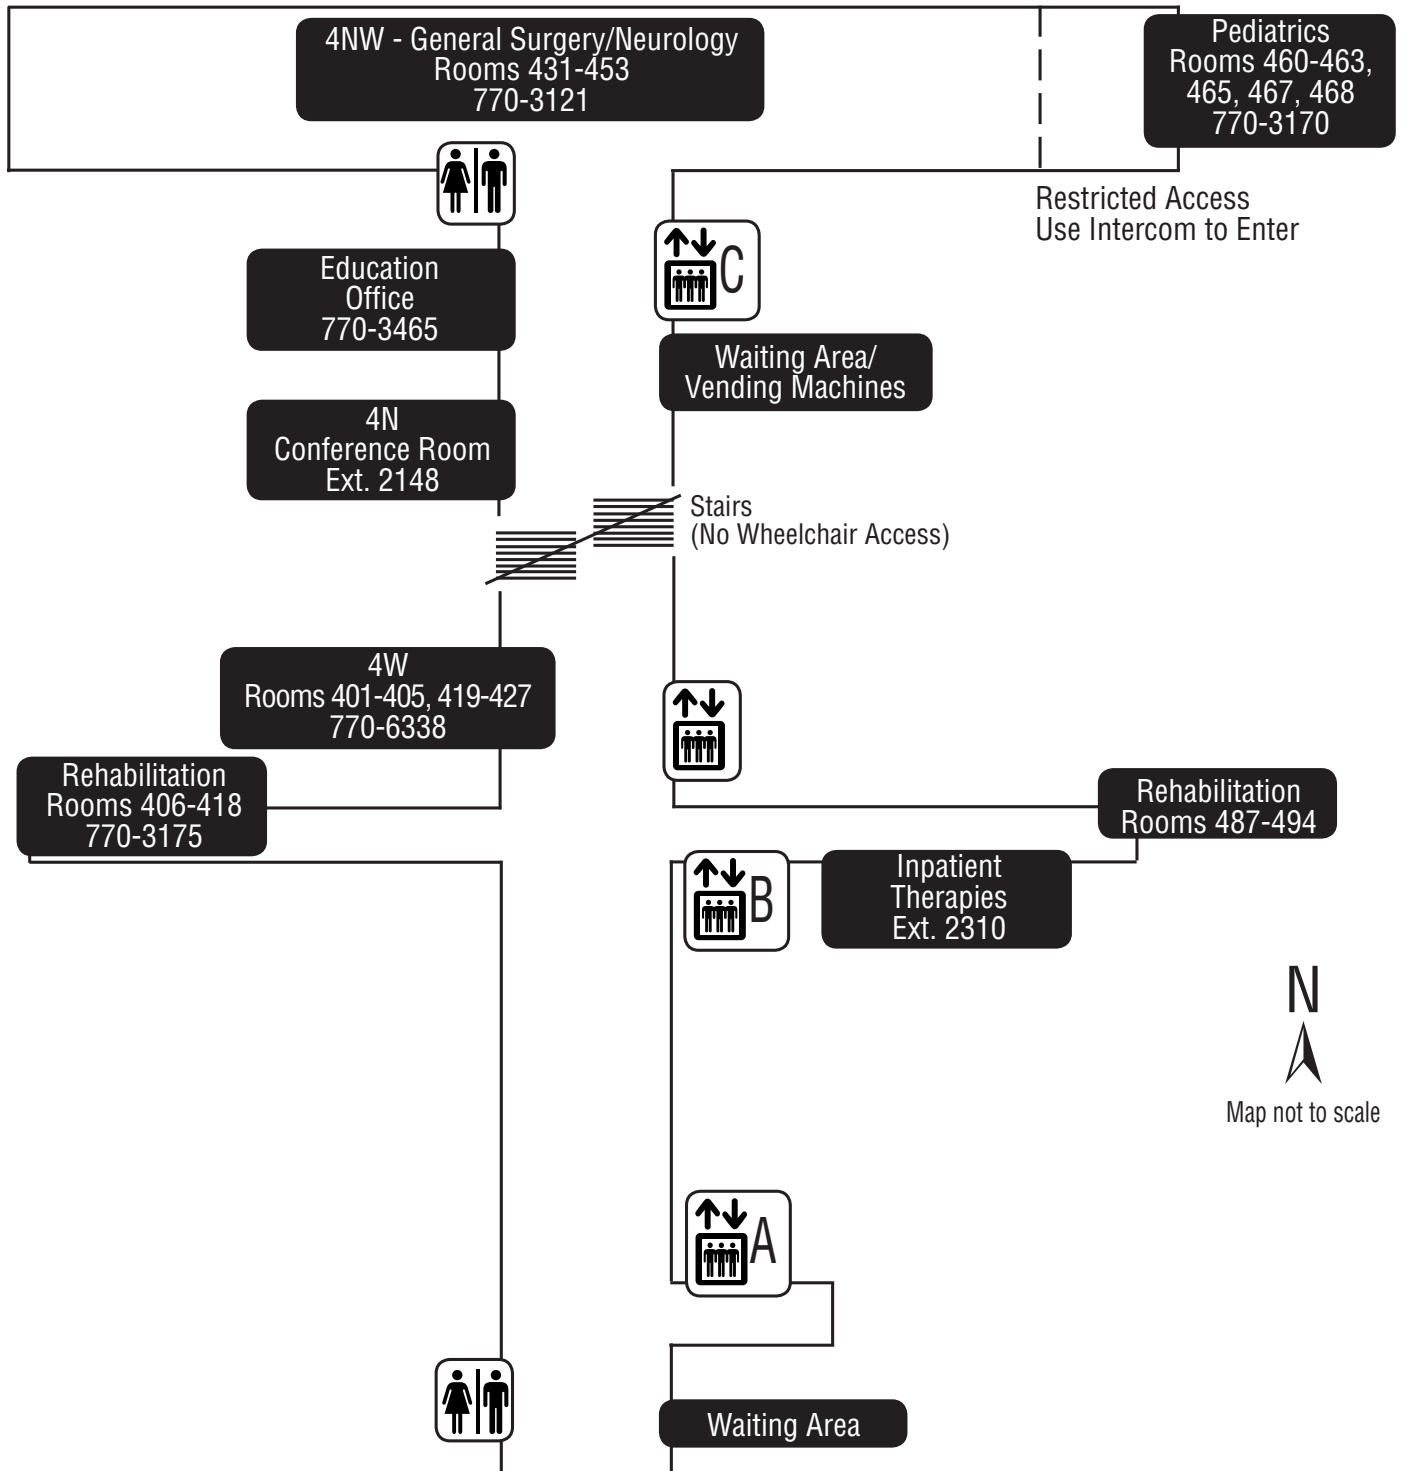 4NW - General Surgery/Neurology
Rooms 431-453
770-3121
Pediatrics
Rooms 460-463,
465, 467, 468
770-3170
Restricted Access
Use Intercom to Enter
C
Education
Office
770-3465
Waiting Area/
Vending Machines
4N
Conference Room
Ext. 2148
Stairs
(No Wheelchair Access)
4W
Rooms 401-405, 419-427
770-6338
Rehabilitation
Rooms 406-418
770-3175
Rehabilitation
Rooms 487-494
B
Inpatient
Therapies
Ext. 2310
N
Map not to scale
A
Waiting Area